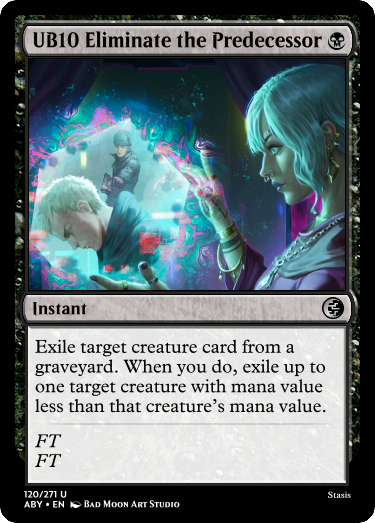 UB10 Eliminate the Predecessor
Instant
Exile target creature card from a
graveyard. When you do, exile up to
one target creature with mana value
less than that creature's mana value.
FT
FT
120/271 U
Stasis
ABY • EN Bad Moon Art Studio